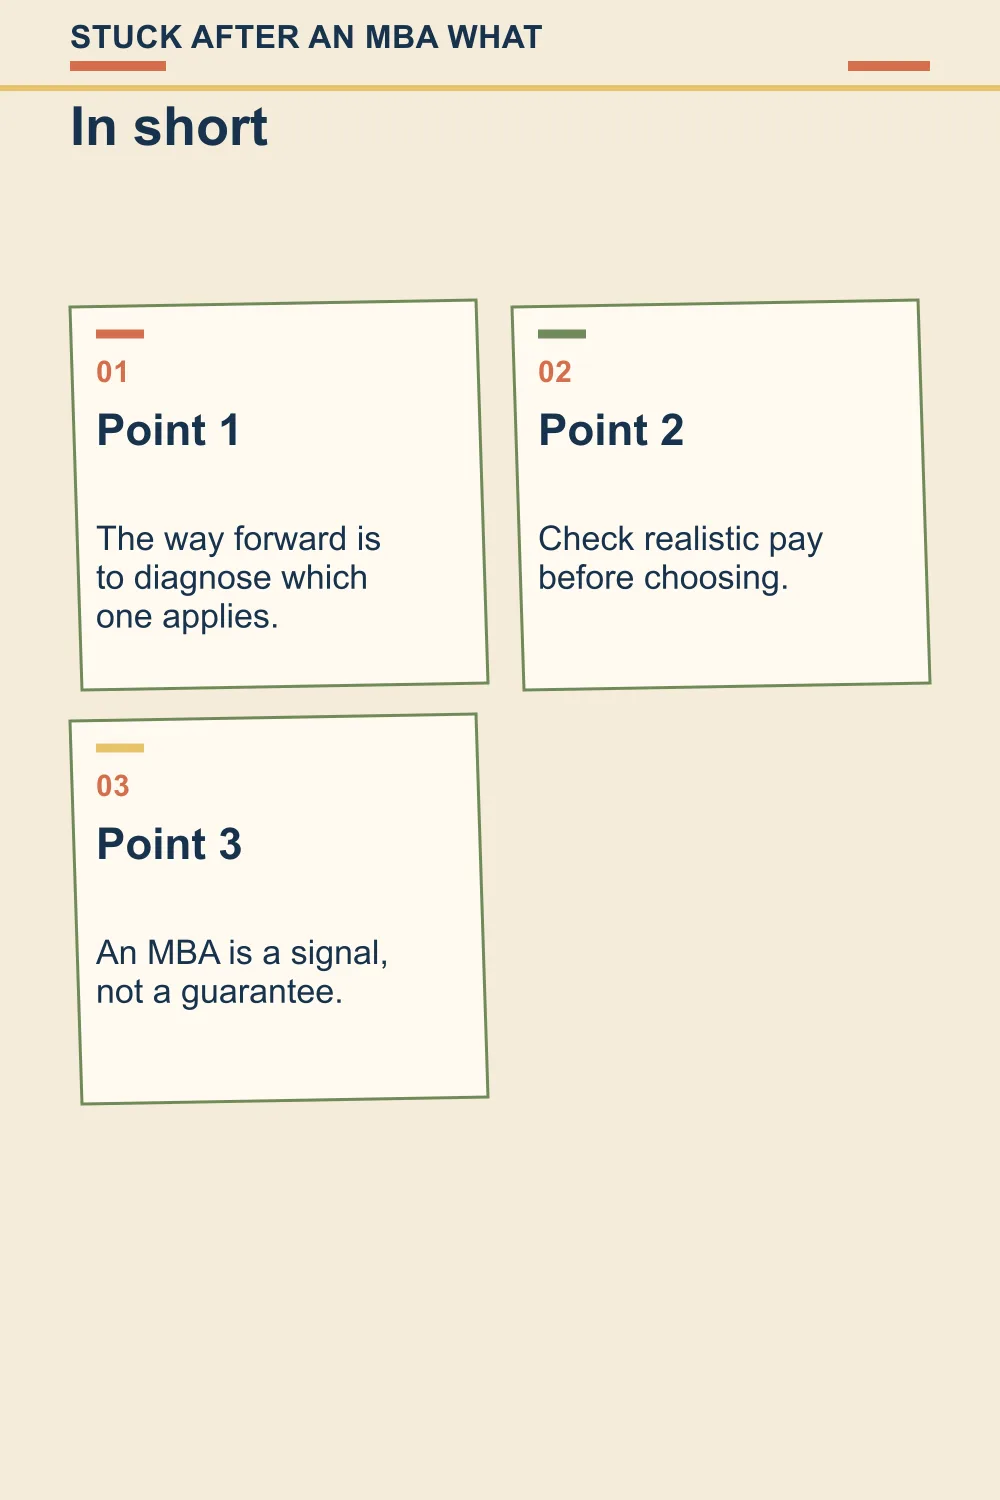 STUCK AFTER AN MBA WHAT
In short
01
Point 1
The way forward is
to diagnose which
one applies.
02
Point 2
Check realistic pay
before choosing.
03
Point 3
An MBA is a signal,
not a guarantee.